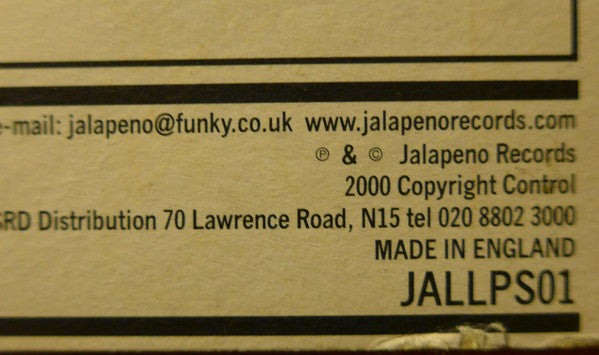 e-mail: jalapeno@funky.co.uk www.jalapenorecords.com
℗ & © Jalapeno Records
2000 Copyright Control
SRD Distribution 70 Lawrence Road, N15 tel 020 8802 3000
MADE IN ENGLAND
JALLPS01